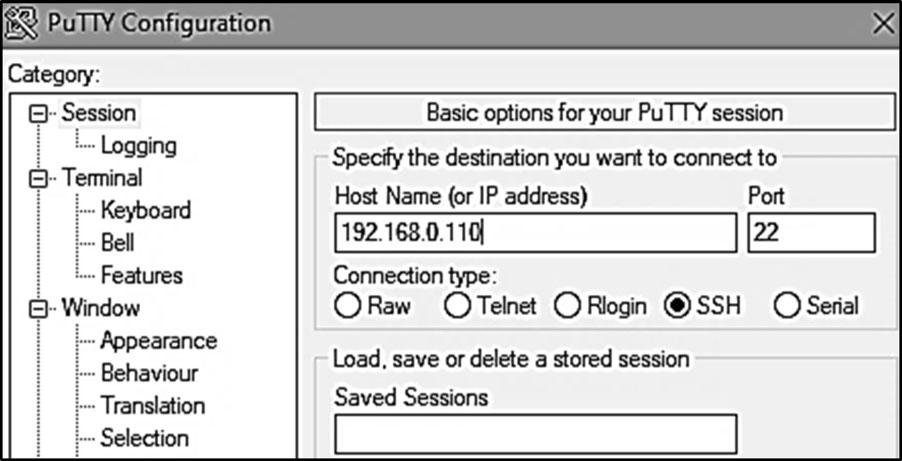 PuTTY Configuration
Category:
Session
Logging
Terminal
Keyboard
Bell
Features
Window
Appearance
Behaviour
Translation
Selection
Basic options for your PuTTY session
Specify the destination you want to connect to
Host Name (or IP address) Port
192.168.0.110 22
Connection type:
Raw Telnet Rlogin SSH Serial
Load, save or delete a stored session
Saved Sessions